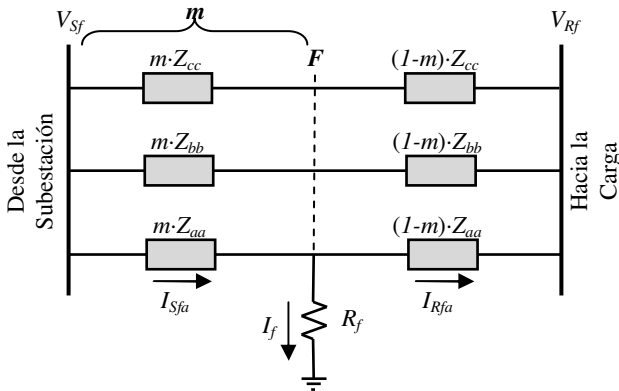 V_Sf
m
F
V_Rf
m·Z_cc
(1-m)·Z_cc
m·Z_bb
(1-m)·Z_bb
m·Z_aa
(1-m)·Z_aa
Desde la
Subestación
Hacia la
Carga
I_Sfa
I_Rfa
I_f
R_f